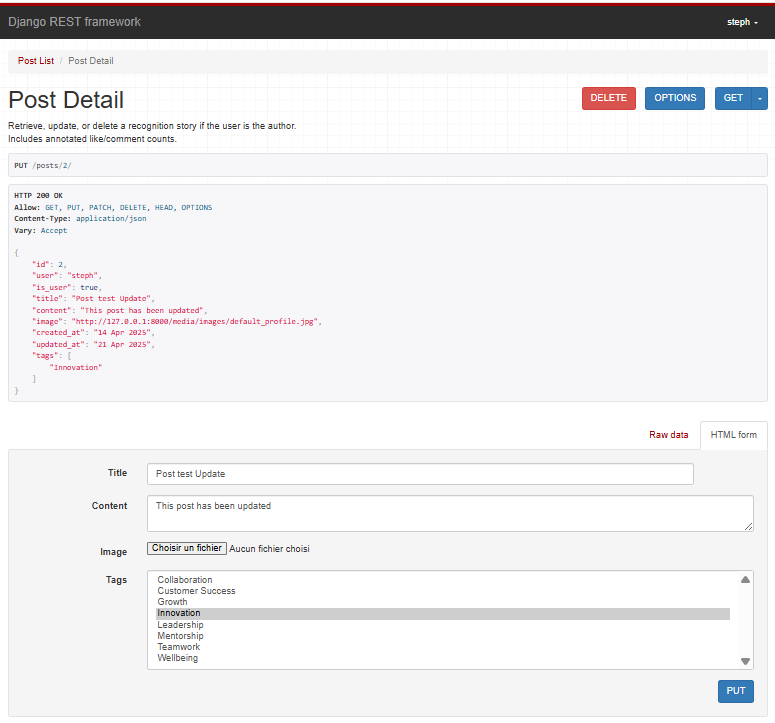 Django REST framework
steph
Post List / Post Detail
Post Detail
DELETE
OPTIONS
GET
Retrieve, update, or delete a recognition story if the user is the author.
Includes annotated like/comment counts.
PUT /posts/2/
HTTP 200 OK
Allow: GET, PUT, PATCH, DELETE, HEAD, OPTIONS
Content-Type: application/json
Vary: Accept
{
    "id": 2,
    "user": "steph",
    "is_user": true,
    "title": "Post test Update",
    "content": "This post has been updated",
    "image": "http://127.0.0.1:8000/media/images/default_profile.jpg",
    "created_at": "14 Apr 2025",
    "updated_at": "21 Apr 2025",
    "tags": [
        "Innovation"
    ]
}
Raw data
HTML form
Title
Post test Update
Content
This post has been updated
Image
Choisir un fichier Aucun fichier choisi
Tags
Collaboration
Customer Success
Growth
Innovation
Leadership
Mentorship
Teamwork
Wellbeing
PUT